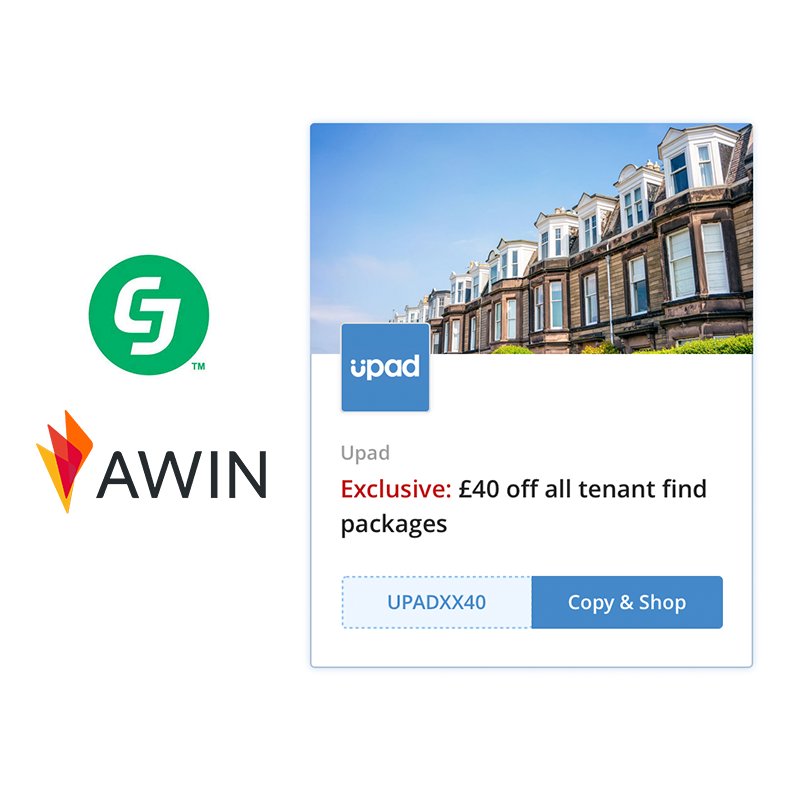 CJ
TM
AWIN
upad
Upad
Exclusive: £40 off all tenant find
packages
UPADXX40
Copy & Shop